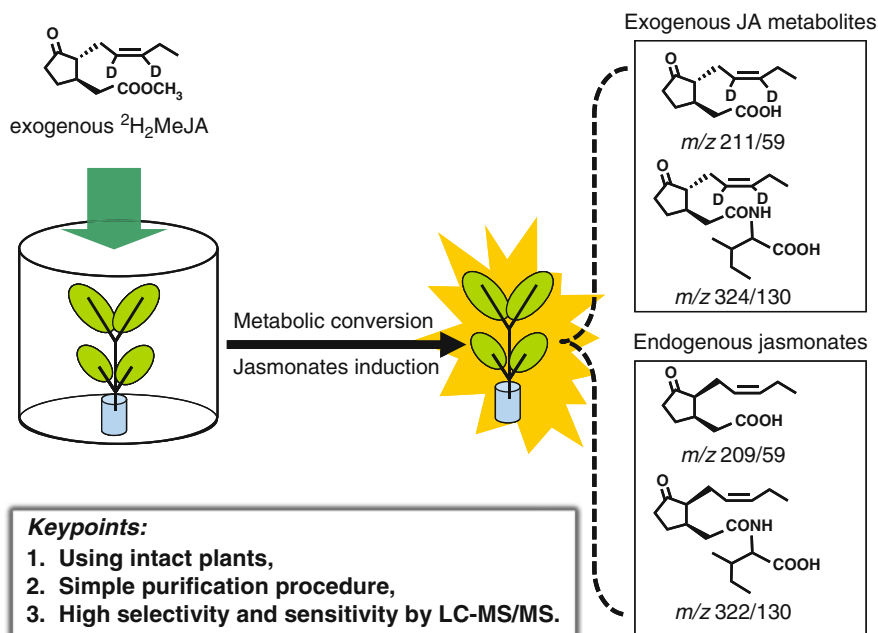 O
D D
COOCH₃
exogenous ²H₂MeJA
Metabolic conversion
Jasmonates induction
Exogenous JA metabolites
O
D D
COOH
m/z 211/59
O
D D
CONH
COOH
m/z 324/130
Endogenous jasmonates
O
COOH
m/z 209/59
O
CONH
COOH
m/z 322/130
Keypoints:
1. Using intact plants,
2. Simple purification procedure,
3. High selectivity and sensitivity by LC-MS/MS.